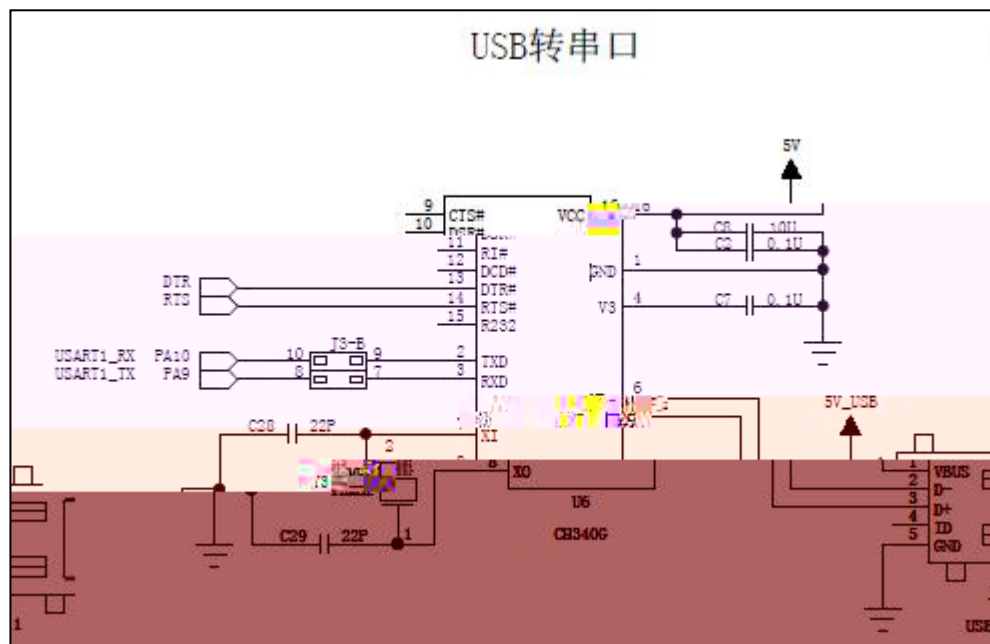 USB转串口
5V
9 CTS# VCC
10
C8 10U
11 RI# C2 0.1U
12 DCD# GND 1
DTR 13 DTR#
RTS 14 RTS# V3 4 C7 0.1U
15 R232
J3-B
USART1_RX PA10 10 9 2 TXD
USART1_TX PA9 8 7 3 RXD
6
5V_USB
C28 22P XI
2
8 XO 1 VBUS
2 D-
U6 3 D+
4 ID
C29 22P 1 CH340G 5 GND
1